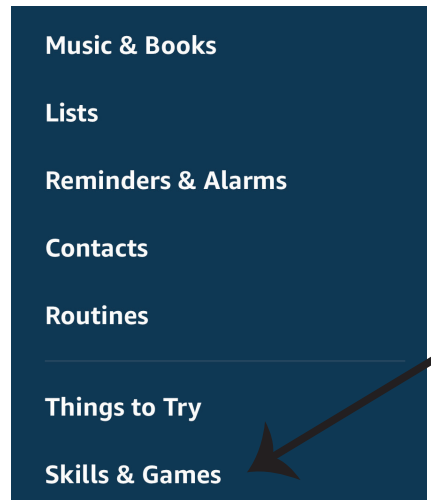 Music & Books
Lists
Reminders & Alarms
Contacts
Routines
Things to Try
Skills & Games